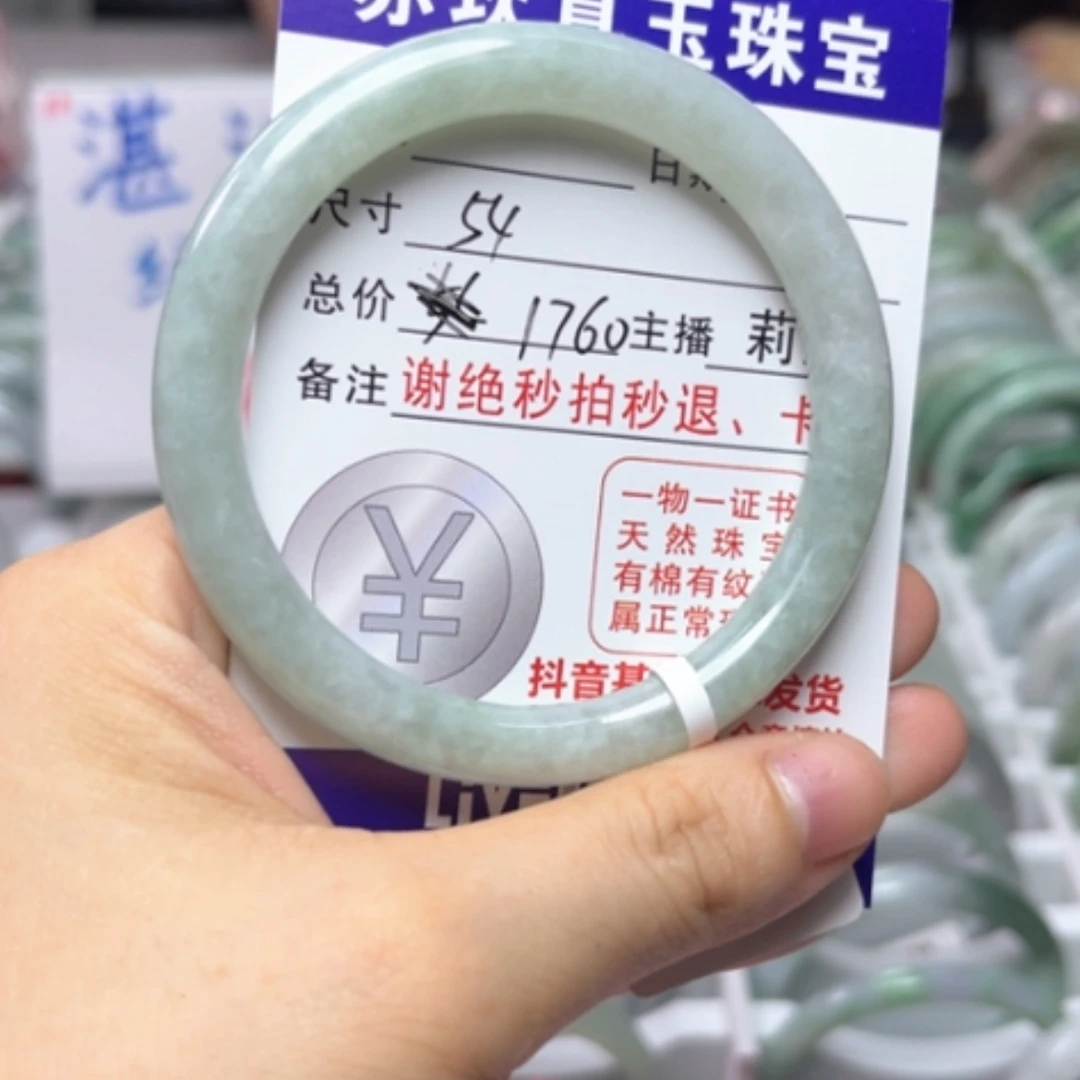 玉珠宝
湛
尺寸 54
总价 1760 主播 莉
备注 谢绝秒拍秒退、
¥
一物一证书
天然珠宝
有棉有纹
属正常
抖音基 发货